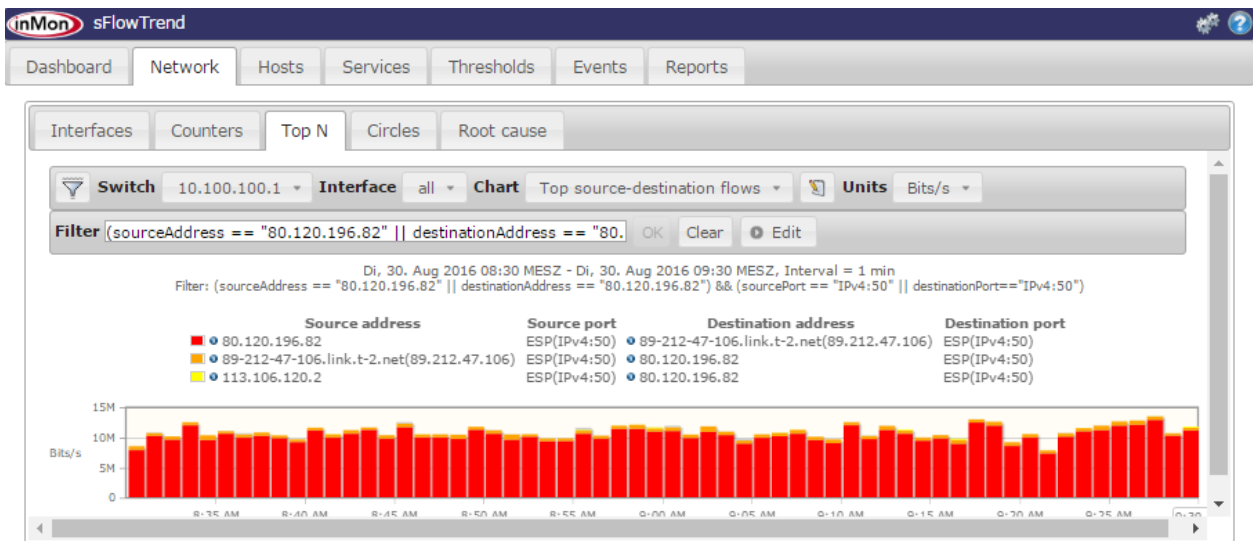 inMon sFlowTrend
Dashboard Network Hosts Services Thresholds Events Reports
Interfaces Counters Top N Circles Root cause
Switch 10.100.100.1 Interface all Chart Top source-destination flows Units Bits/s
Filter (sourceAddress == "80.120.196.82" || destinationAddress == "80. OK Clear Edit
Di, 30. Aug 2016 08:30 MESZ - Di, 30. Aug 2016 09:30 MESZ, Interval = 1 min
Filter: (sourceAddress == "80.120.196.82" || destinationAddress == "80.120.196.82") && (sourcePort == "IPv4:50" || destinationPort=="IPv4:50")
Source address Source port Destination address Destination port
80.120.196.82 ESP(IPv4:50) 89-212-47-106.link.t-2.net(89.212.47.106) ESP(IPv4:50)
89-212-47-106.link.t-2.net(89.212.47.106) ESP(IPv4:50) 80.120.196.82 ESP(IPv4:50)
113.106.120.2 ESP(IPv4:50) 80.120.196.82 ESP(IPv4:50)
15M
10M
Bits/s
5M
0
8:35 AM 8:40 AM 8:45 AM 8:50 AM 8:55 AM 9:00 AM 9:05 AM 9:10 AM 9:15 AM 9:20 AM 9:25 AM 9:30